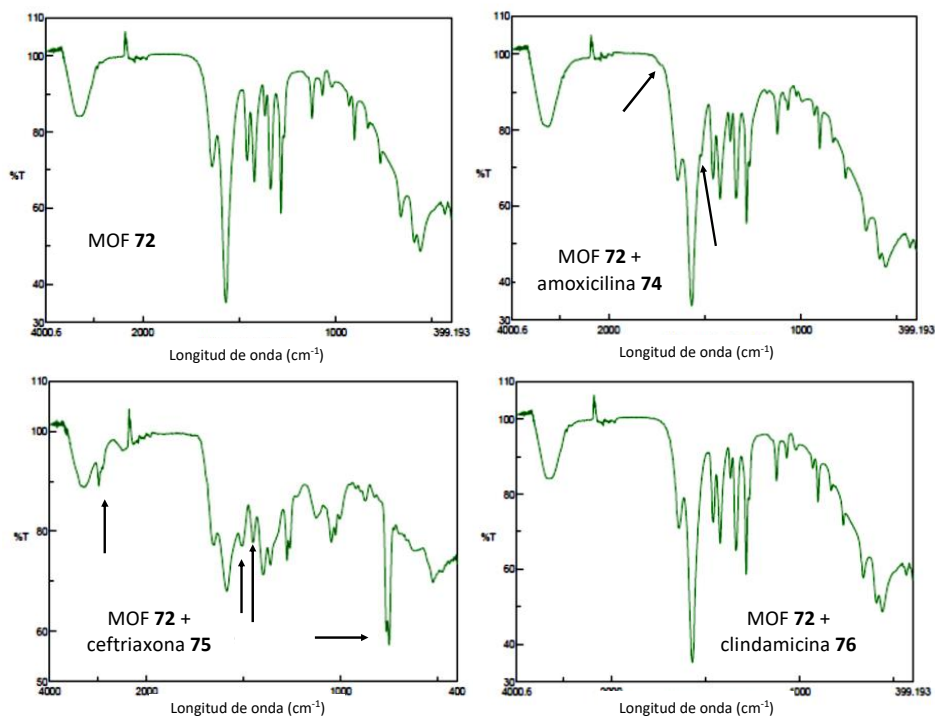 110
100
80
%T
60
40
30
4000.6
2000
1000
399.193
MOF 72
Longitud de onda (cm-1)
110
100
80
%T
60
40
30
4000.6
2000
1000
399.193
MOF 72 +
amoxicilina 74
Longitud de onda (cm-1)
110
100
80
%T
60
50
4000
2000
1000
400
MOF 72 +
ceftriaxona 75
Longitud de onda (cm-1)
110
100
80
%T
60
40
30
4000.6
399.193
MOF 72 +
clindamicina 76
Longitud de onda (cm-1)